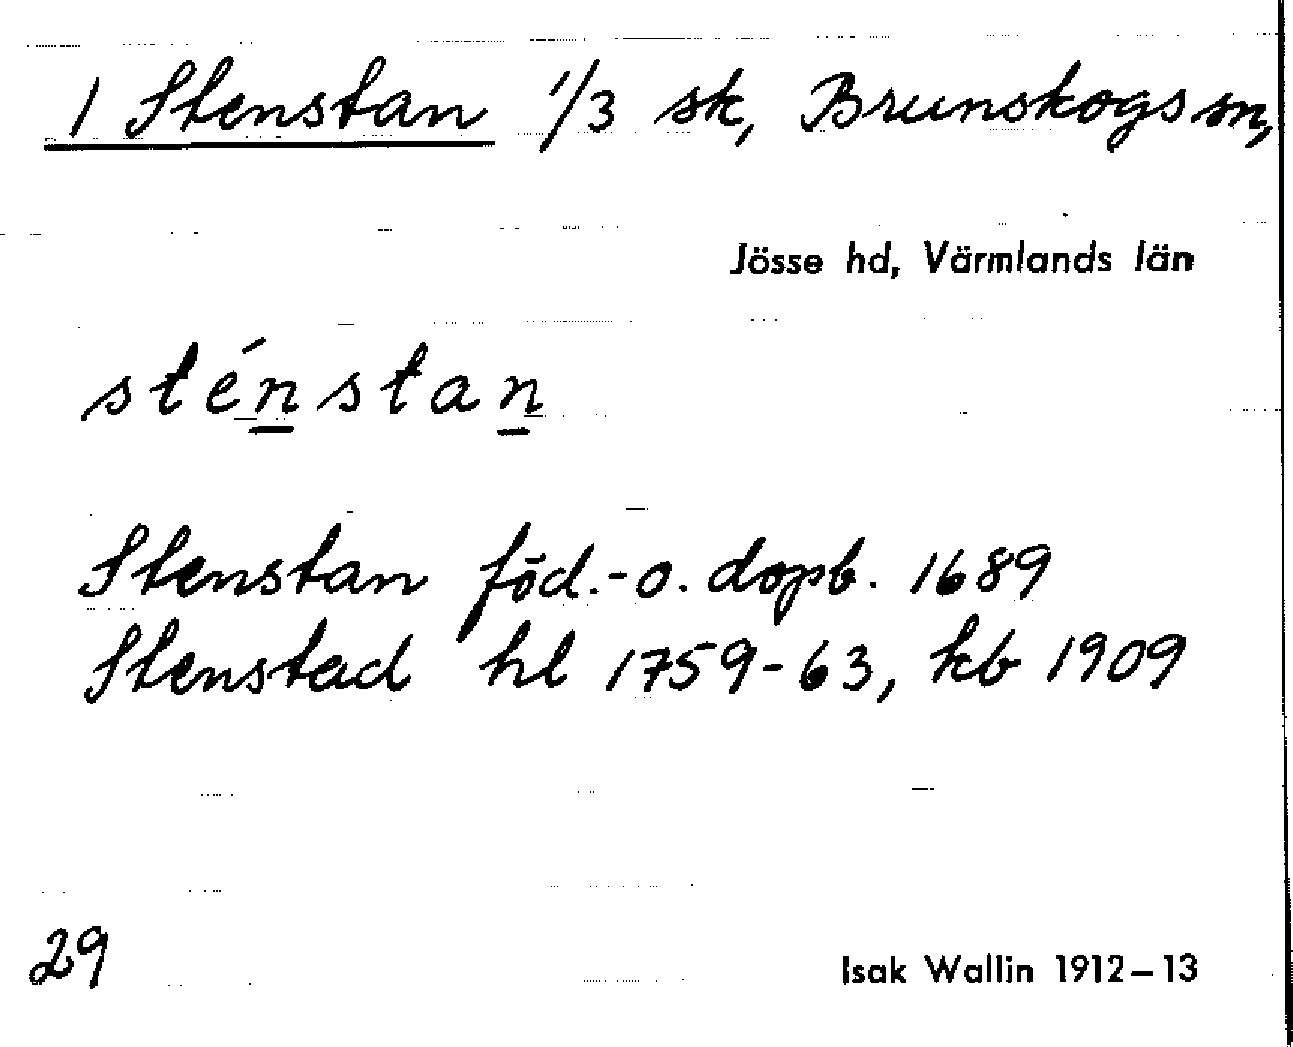 1 Stenstan 1/3 sk, Brunskogs sn,
Jösse hd, Värmlands län
sténstan
Stenstan föd.-o. dopb. 1689
Stenstad hl 1759-63, kb 1909
29
Isak Wallin 1912–13